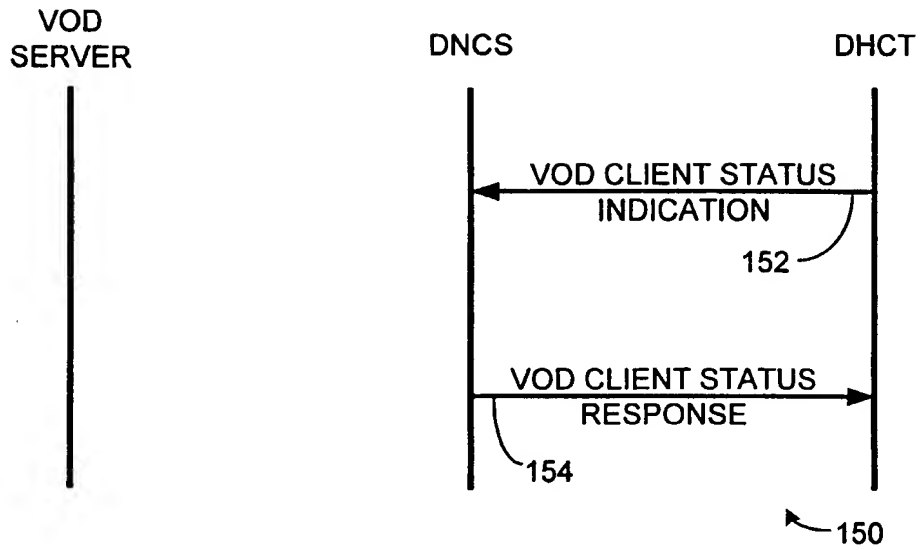 VOD
SERVER
DNCS
DHCT
VOD CLIENT STATUS
INDICATION
152
VOD CLIENT STATUS
RESPONSE
154
150